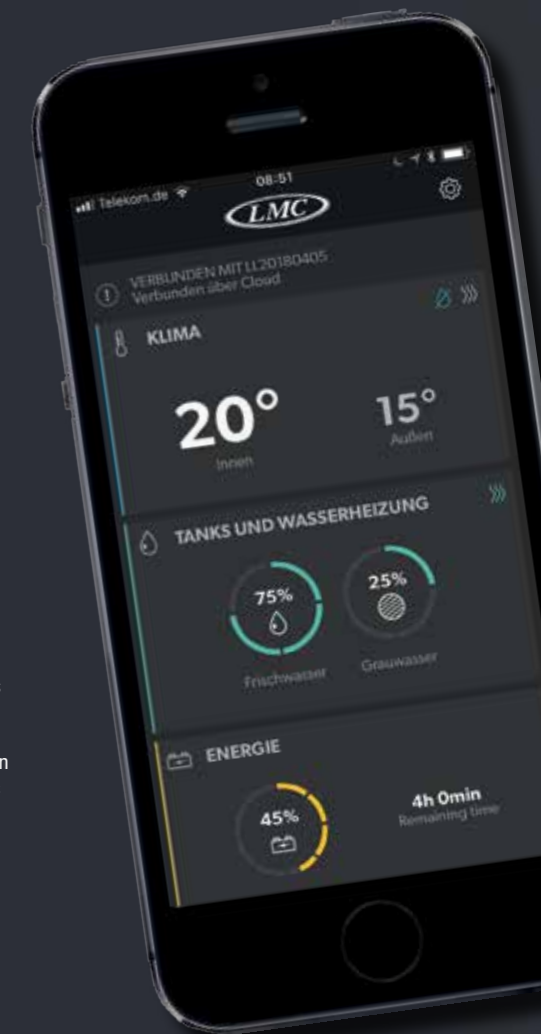 Telekom.de
08:51
LMC
VERBUNDEN MIT LL20180405
Verbunden über Cloud
KLIMA
20°
15°
Innen
Außen
TANKS UND WASSERHEIZUNG
75%
25%
Frischwasser
Grauwasser
ENERGIE
45%
4h 0min
Remaining time
n